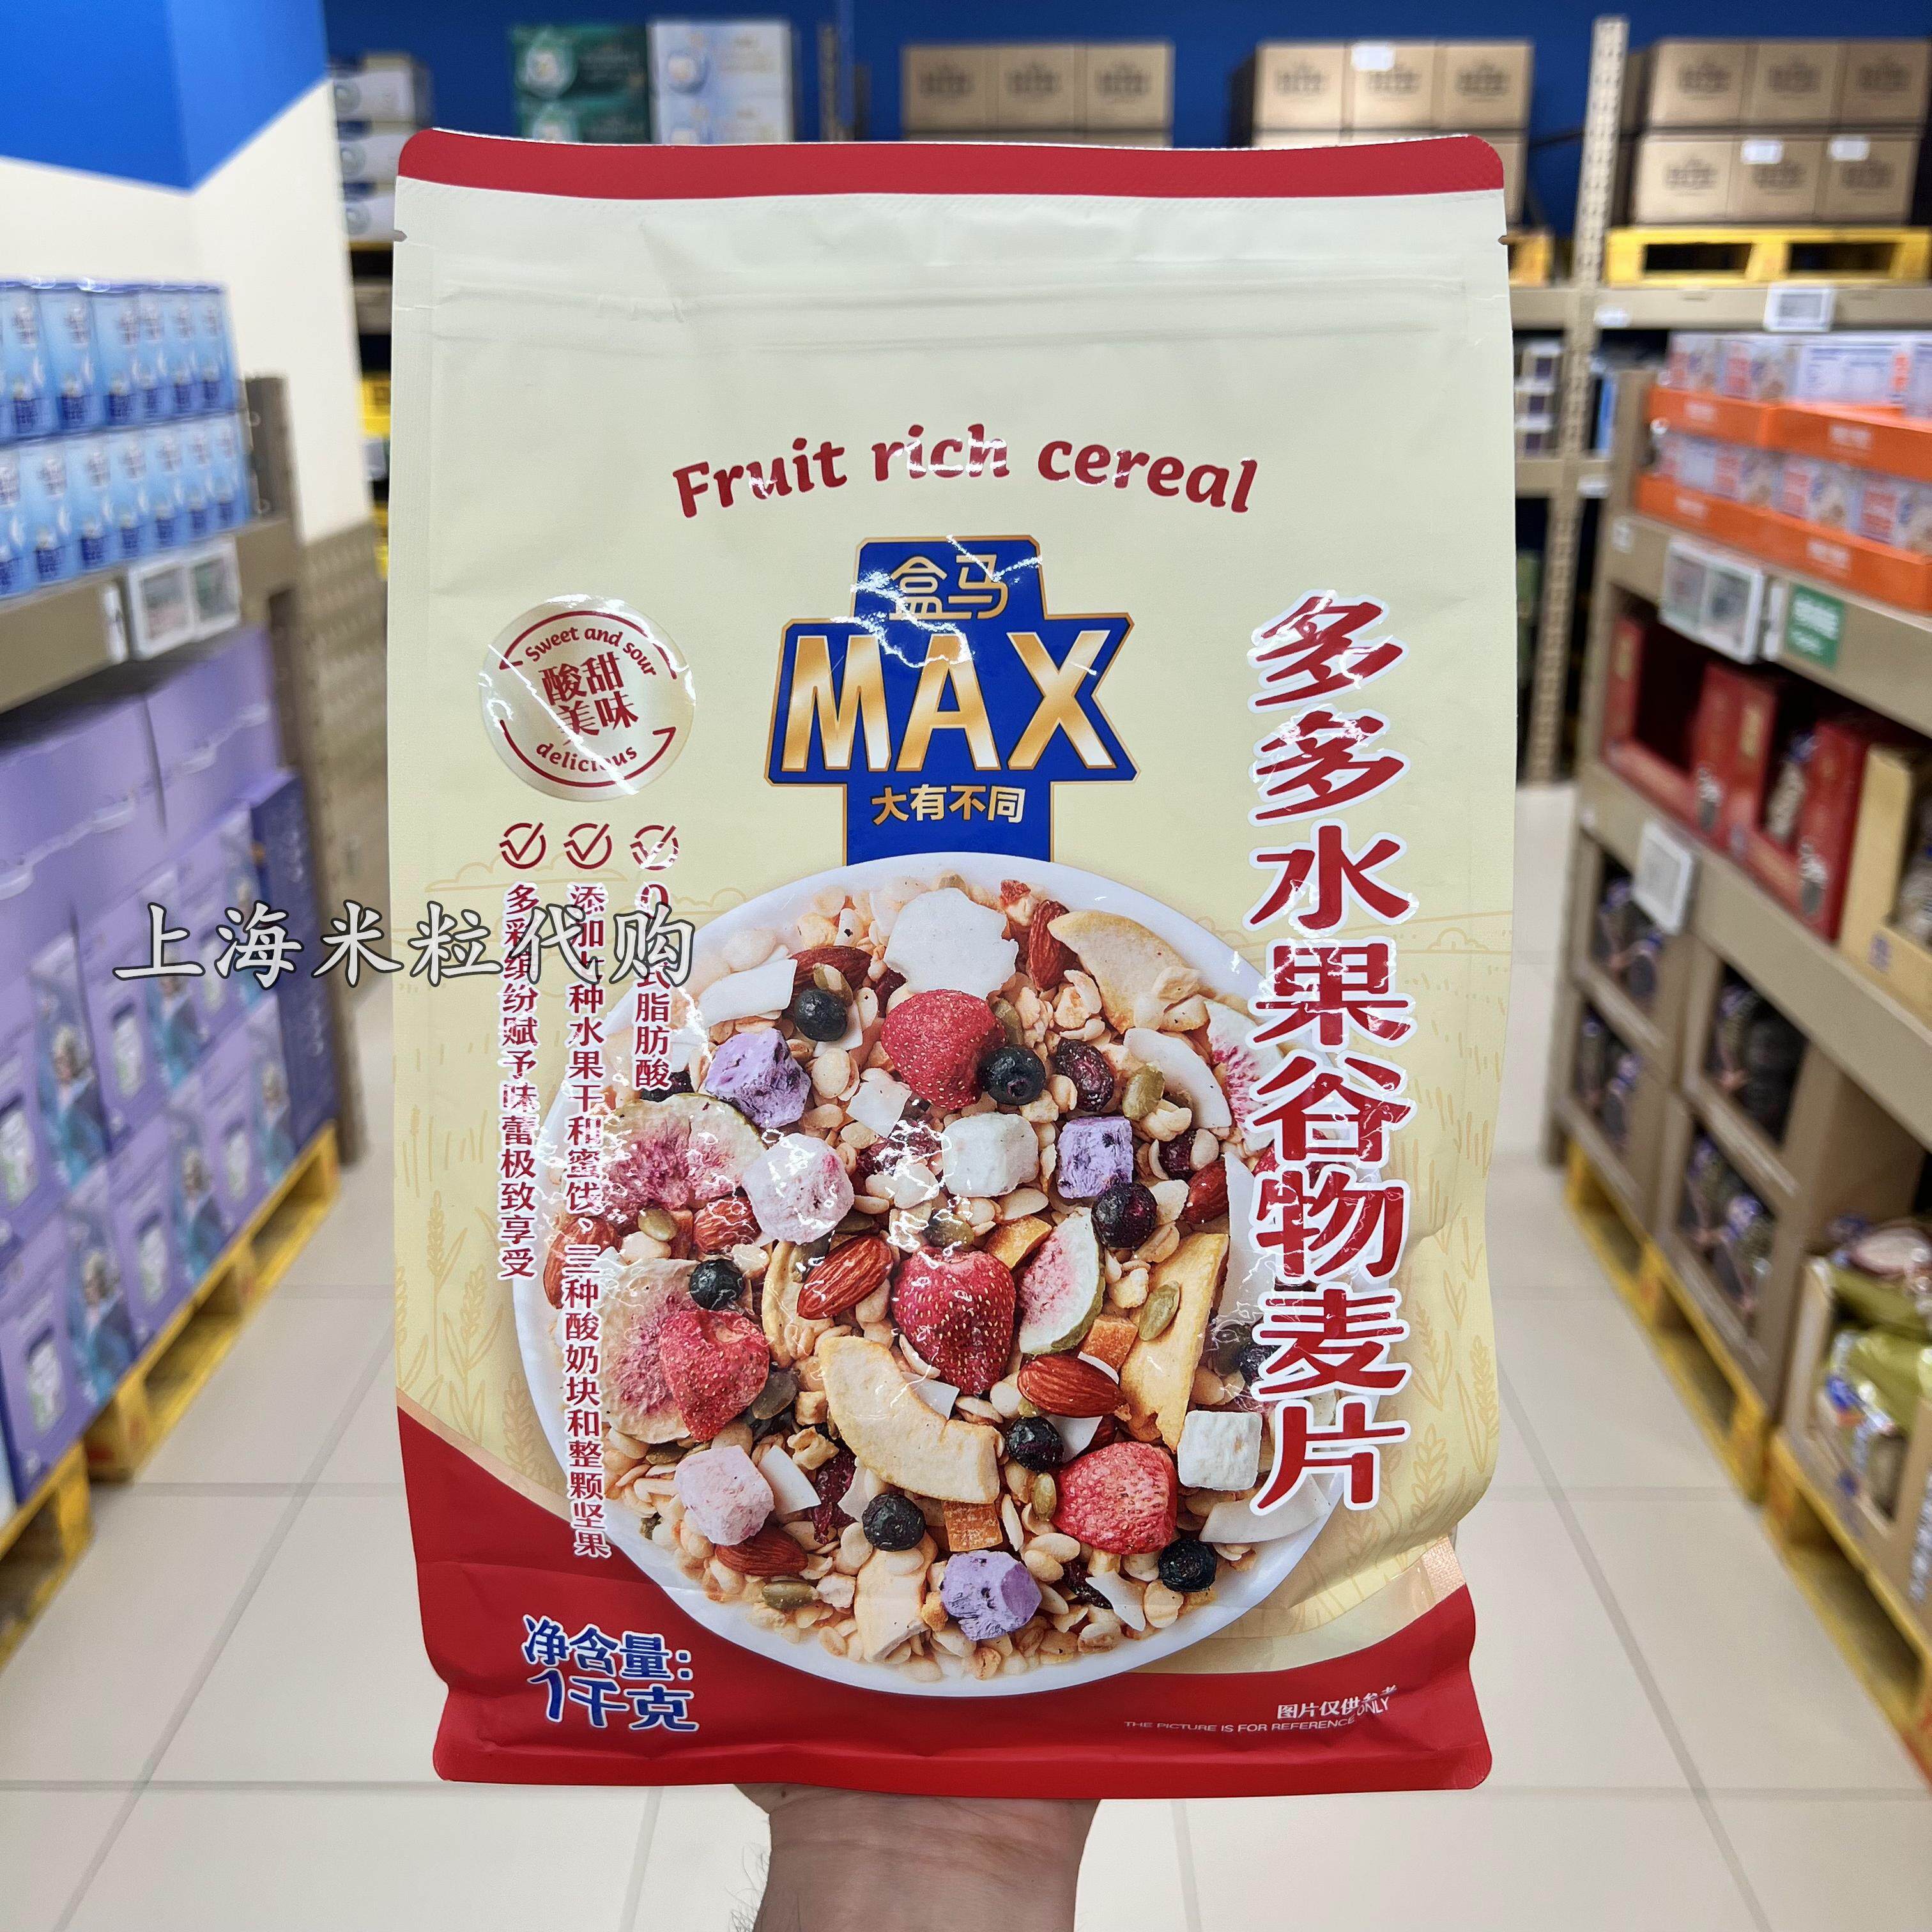 Fruit rich cereal
盒马
MAX
大有不同
Sweet and sour
酸甜
美味
delicious
多多水果谷物麦片
脂肪酸
种水果干和蜜饯、三种酸奶块和整颗坚果
缤纷赋予味蕾极致享受
上海米粒代购
净含量:
1千克
图片仅供参考
THE PICTURE IS FOR REFERENCE ONLY